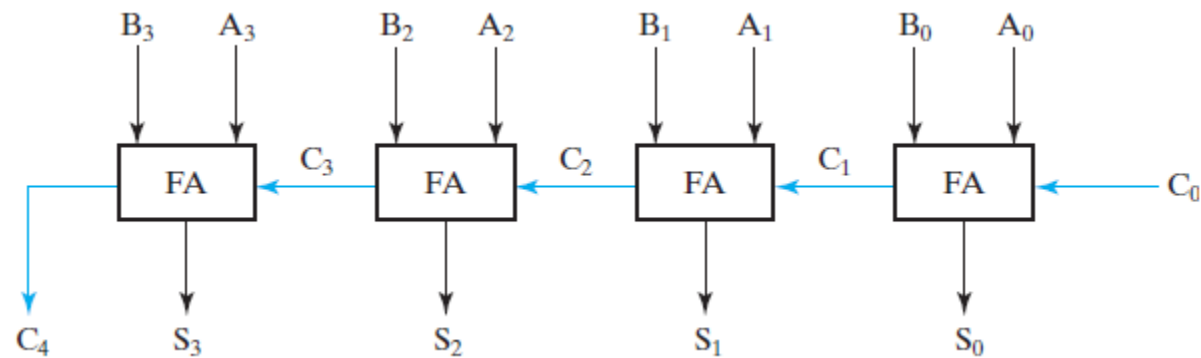 B₃ A₃ B₂ A₂ B₁ A₁ B₀ A₀
FA C₃ FA C₂ FA C₁ FA C₀
C₄ S₃ S₂ S₁ S₀